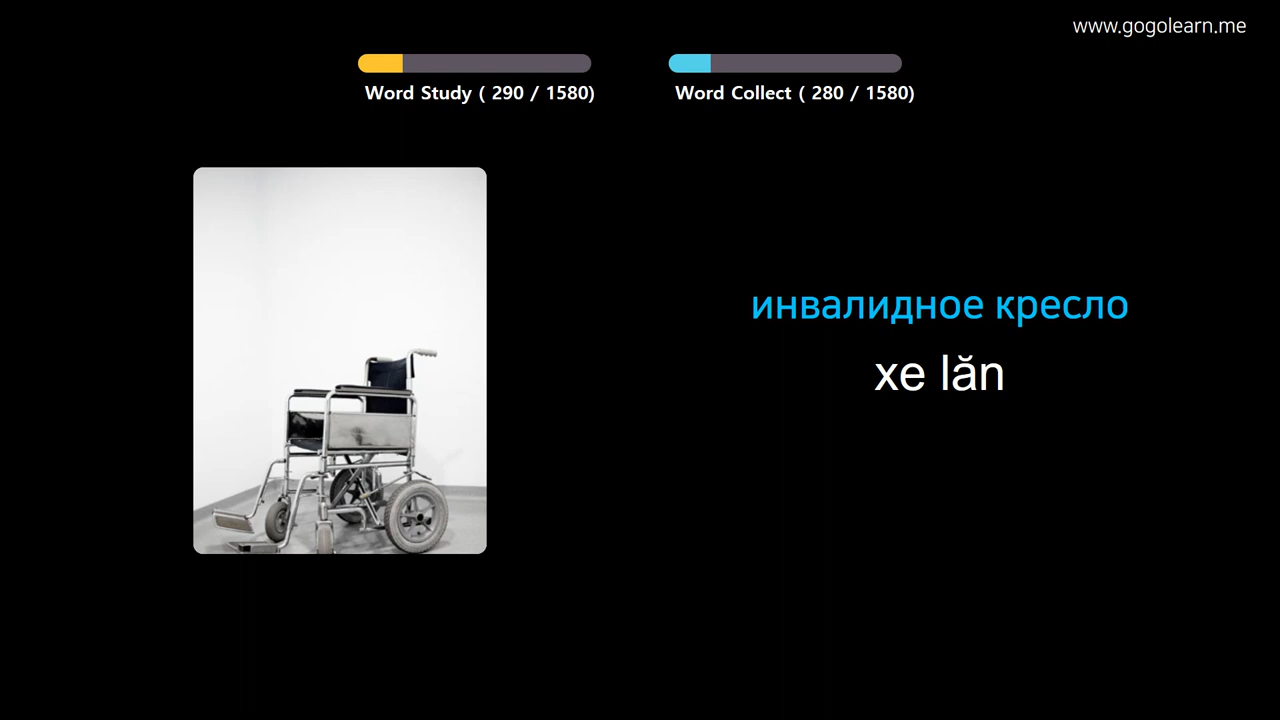 www.gogolearn.me
Word Study ( 290 / 1580)
Word Collect ( 280 / 1580)
инвалидное кресло
xe lăn